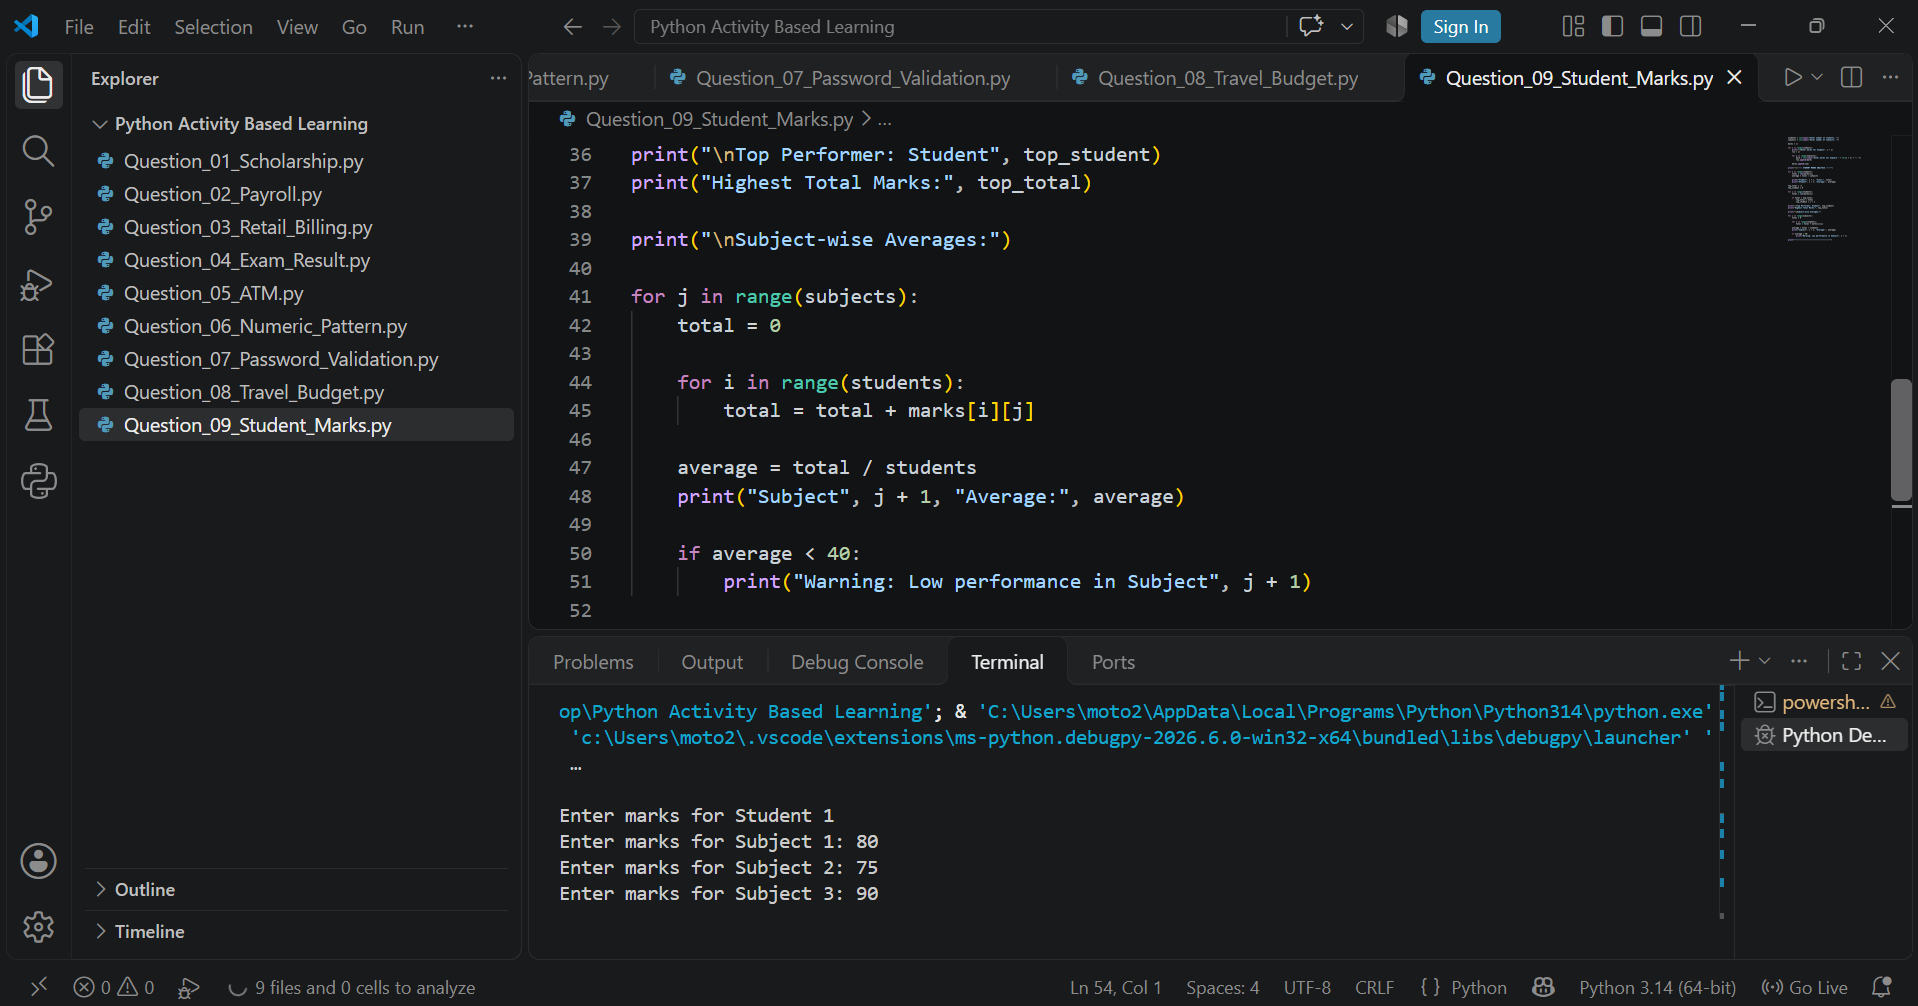 File Edit Selection View Go Run ···
Python Activity Based Learning
Sign In
Explorer
Python Activity Based Learning
Question_01_Scholarship.py
Question_02_Payroll.py
Question_03_Retail_Billing.py
Question_04_Exam_Result.py
Question_05_ATM.py
Question_06_Numeric_Pattern.py
Question_07_Password_Validation.py
Question_08_Travel_Budget.py
Question_09_Student_Marks.py
Outline
Timeline
Pattern.py Question_07_Password_Validation.py Question_08_Travel_Budget.py Question_09_Student_Marks.py
Question_09_Student_Marks.py > ...
36 print("\nTop Performer: Student", top_student)
37 print("Highest Total Marks:", top_total)
38
39 print("\nSubject-wise Averages:")
40
41 for j in range(subjects):
42     total = 0
43
44     for i in range(students):
45         total = total + marks[i][j]
46
47     average = total / students
48     print("Subject", j + 1, "Average:", average)
49
50     if average < 40:
51         print("Warning: Low performance in Subject", j + 1)
52
Problems Output Debug Console Terminal Ports
op\Python Activity Based Learning'; & 'C:\Users\moto2\AppData\Local\Programs\Python\Python314\python.exe'
'c:\Users\moto2\.vscode\extensions\ms-python.debugpy-2026.6.0-win32-x64\bundled\libs\debugpy\launcher' '
…
Enter marks for Student 1
Enter marks for Subject 1: 80
Enter marks for Subject 2: 75
Enter marks for Subject 3: 90
powersh...
Python De...
0 0 9 files and 0 cells to analyze
Ln 54, Col 1 Spaces: 4 UTF-8 CRLF {} Python Python 3.14 (64-bit) Go Live